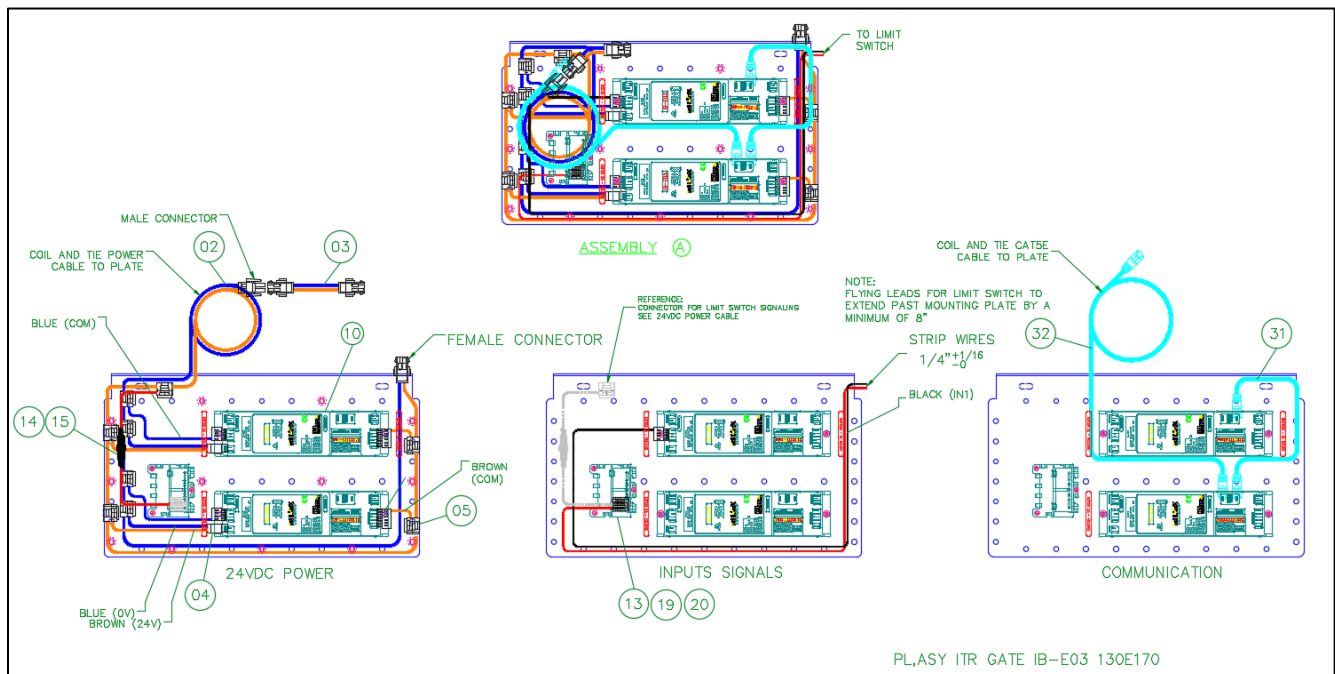 TO LIMIT
SWITCH
ASSEMBLY A
MALE CONNECTOR
02
03
COIL AND TIE POWER
CABLE TO PLATE
BLUE (COM)
10
FEMALE CONNECTOR
14
15
BROWN
(COM)
05
04
24VDC POWER
BLUE (0V)
BROWN (24V)
REFERENCE:
CONNECTOR FOR LIMIT SWITCH SIGNALING
SEE 24VDC POWER CABLE
NOTE:
FLYING LEADS FOR LIMIT SWITCH TO
EXTEND PAST MOUNTING PLATE BY A
MINIMUM OF 8"
STRIP WIRES
1/4"+1/16
-0
BLACK (IN1)
INPUTS SIGNALS
13
19
20
COIL AND TIE CAT5E
CABLE TO PLATE
32
31
COMMUNICATION
PL,ASY ITR GATE IB-E03 130E170